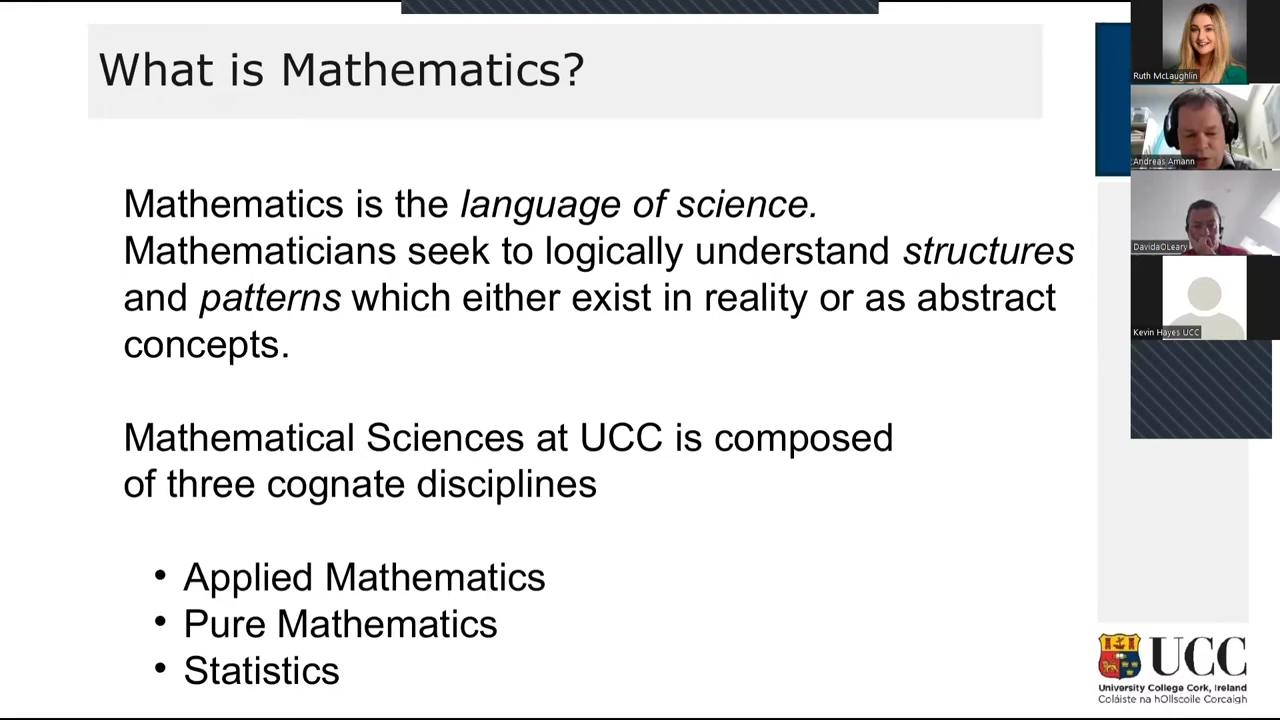 What is Mathematics?
Mathematics is the language of science.
Mathematicians seek to logically understand structures
and patterns which either exist in reality or as abstract
concepts.
Mathematical Sciences at UCC is composed
of three cognate disciplines
• Applied Mathematics
• Pure Mathematics
• Statistics
Ruth McLaughlin
Andreas Amann
DavidaOLeary
Kevin Hayes UCC
UCC
University College Cork, Ireland
Coláiste na hOllscoile Corcaigh